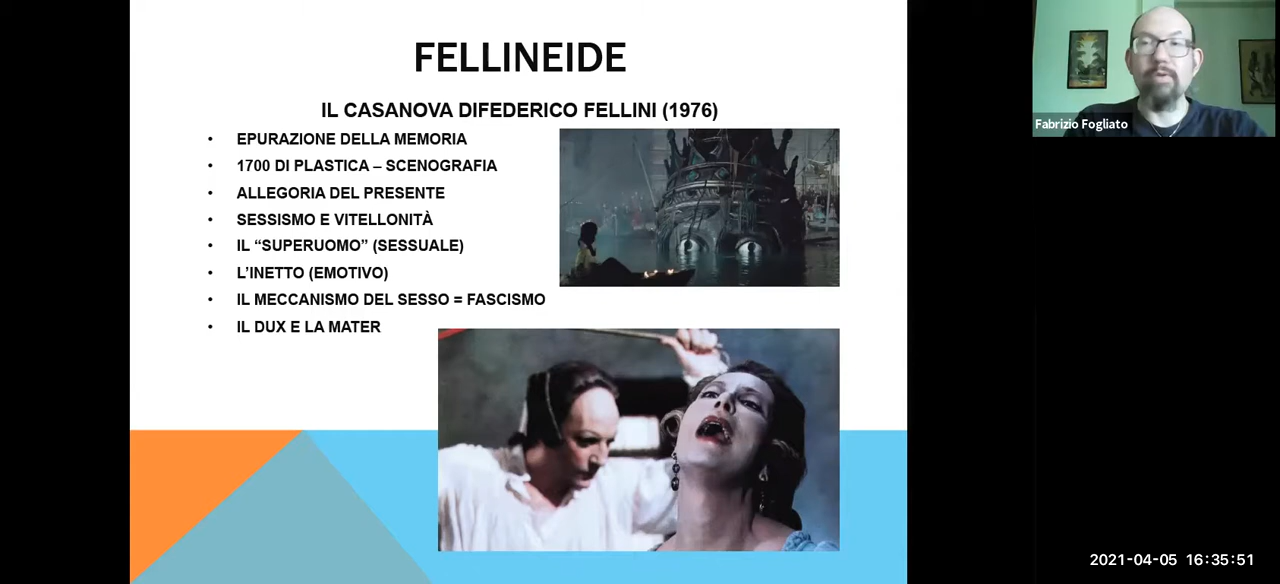 FELLINEIDE
IL CASANOVA DIFEDERICO FELLINI (1976)
• EPURAZIONE DELLA MEMORIA
• 1700 DI PLASTICA – SCENOGRAFIA
• ALLEGORIA DEL PRESENTE
• SESSISMO E VITELLONITÀ
• IL “SUPERUOMO” (SESSUALE)
• L’INETTO (EMOTIVO)
• IL MECCANISMO DEL SESSO = FASCISMO
• IL DUX E LA MATER
Fabrizio Fogliato
2021-04-05 16:35:51